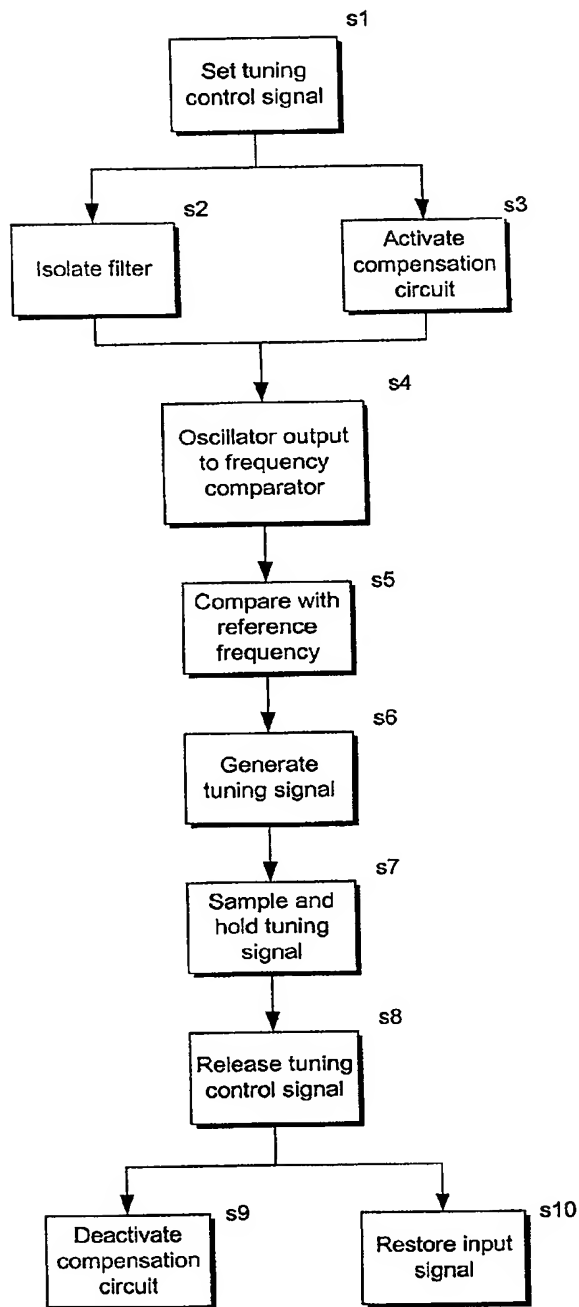 s1
Set tuning
control signal
s2
Isolate filter
s3
Activate
compensation
circuit
s4
Oscillator output
to frequency
comparator
s5
Compare with
reference
frequency
s6
Generate
tuning signal
s7
Sample and
hold tuning
signal
s8
Release tuning
control signal
s9
Deactivate
compensation
circuit
s10
Restore input
signal